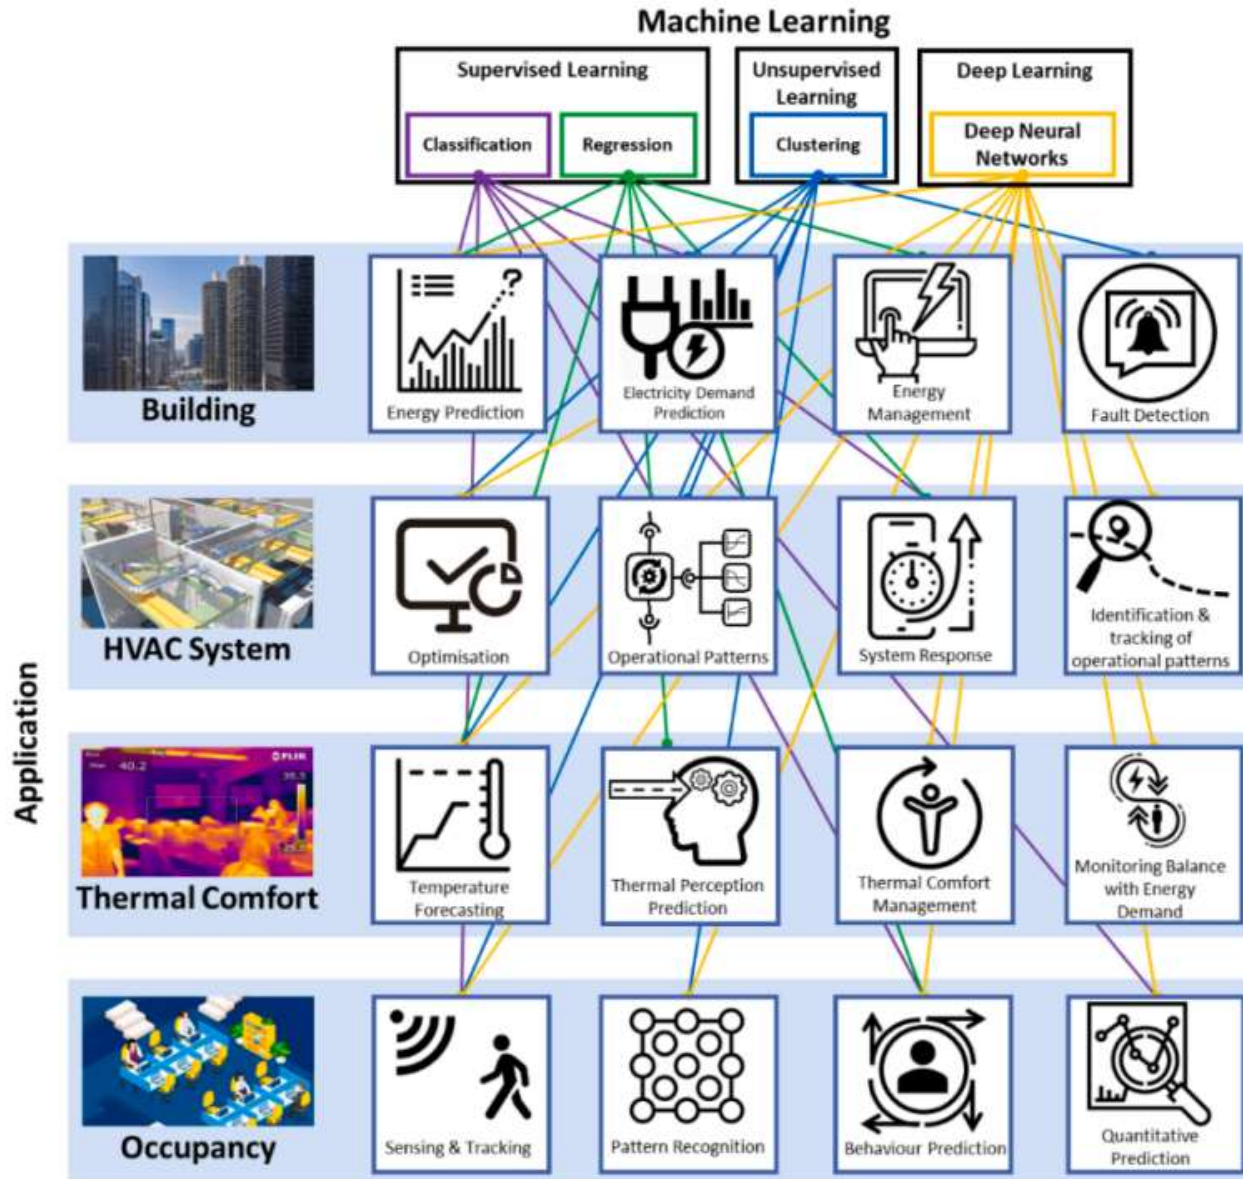 Machine Learning
Supervised Learning
Unsupervised
Learning
Deep Learning
Classification
Regression
Clustering
Deep Neural
Networks
Application
Building
Energy Prediction
Electricity Demand
Prediction
Energy
Management
Fault Detection
HVAC System
Optimisation
Operational Patterns
System Response
Identification &
tracking of
operational patterns
40.2
FLIR
Thermal Comfort
Temperature
Forecasting
Thermal Perception
Prediction
Thermal Comfort
Management
Monitoring Balance
with Energy
Demand
Occupancy
Sensing & Tracking
Pattern Recognition
Behaviour Prediction
Quantitative
Prediction